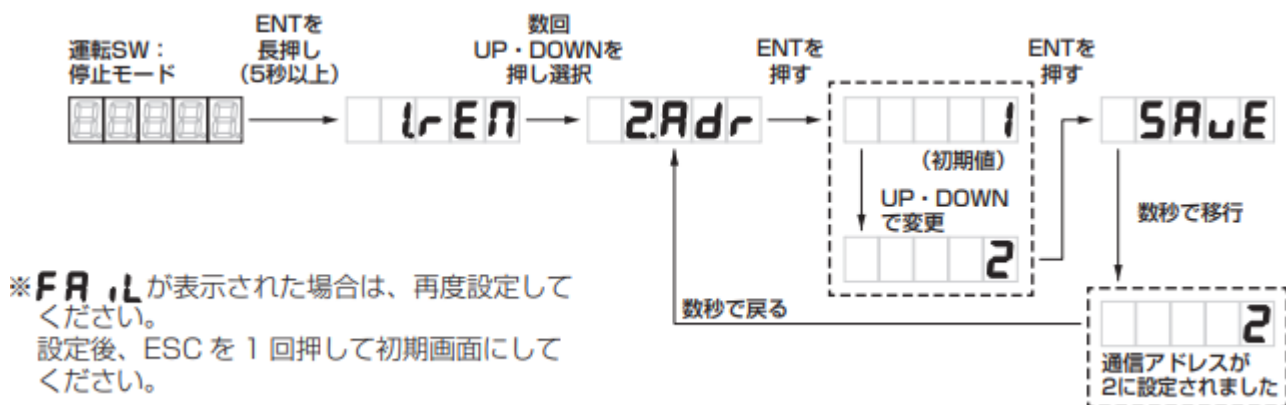 運転SW：
停止モード
ENTを
長押し
（5秒以上）
数回
UP・DOWNを
押し選択
ENTを
押す
ENTを
押す
88888
1.rEM
2.Adr
1
（初期値）
UP・DOWN
で変更
2
SAvE
数秒で移行
2
通信アドレスが
2に設定されました
数秒で戻る
※FAiLが表示された場合は、再度設定して
ください。
設定後、ESC を 1 回押して初期画面にして
ください。